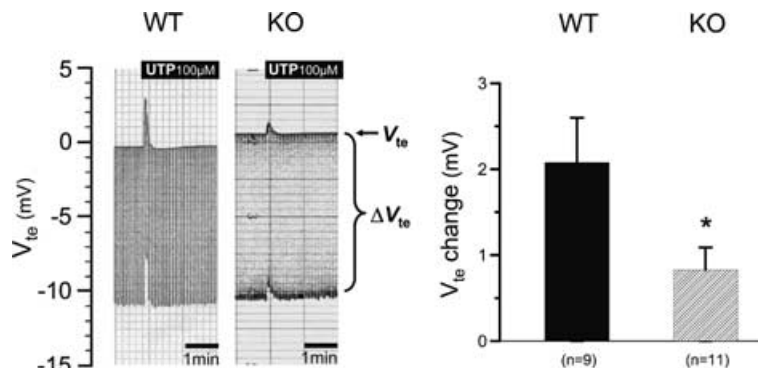 WT
KO
UTP100µM
UTP100µM
5
0
-5
-10
-15
Vte (mV)
Vte
ΔVte
1min
1min
WT
KO
3
2
1
0
Vte change (mV)
*
(n=9)
(n=11)